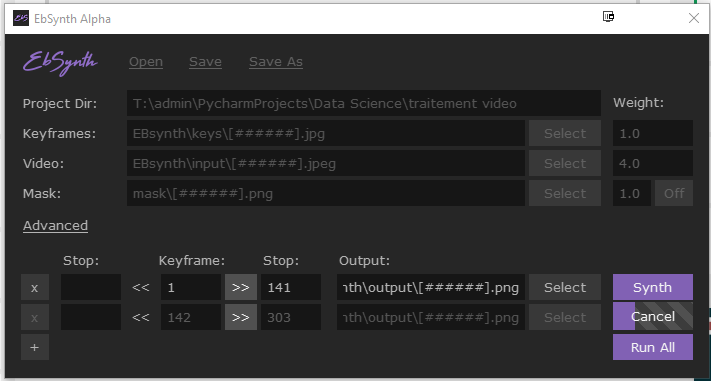 EBS EbSynth Alpha
EbSynth Open Save Save As
Project Dir: T:\admin\PycharmProjects\Data Science\traitement video Weight:
Keyframes: EBsynth\keys\[######].jpg Select 1.0
Video: EBsynth\input\[######].jpeg Select 4.0
Mask: mask\[######].png 1.0 Off
Select
Advanced
Stop: Keyframe: Stop: Output:
x << 1 >> 141 nth\output\[######].png Select Synth
x << 142 >> 303 nth\output\[######].png Select Cancel
+ Run All